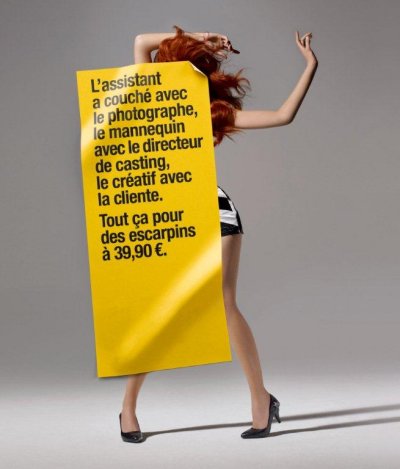 L'assistant
a couché avec
le photographe,
le mannequin
avec le directeur
de casting,
le créatif avec
la cliente.
Tout ça pour
des escarpins
à 39,90 €.